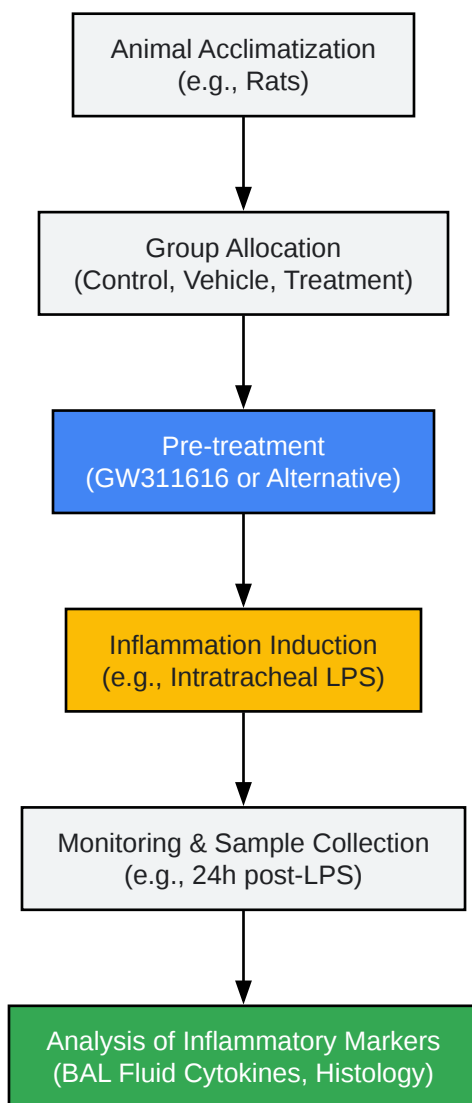 Animal Acclimatization
(e.g., Rats)
Group Allocation
(Control, Vehicle, Treatment)
Pre-treatment
(GW311616 or Alternative)
Inflammation Induction
(e.g., Intratracheal LPS)
Monitoring & Sample Collection
(e.g., 24h post-LPS)
Analysis of Inflammatory Markers
(BAL Fluid Cytokines, Histology)